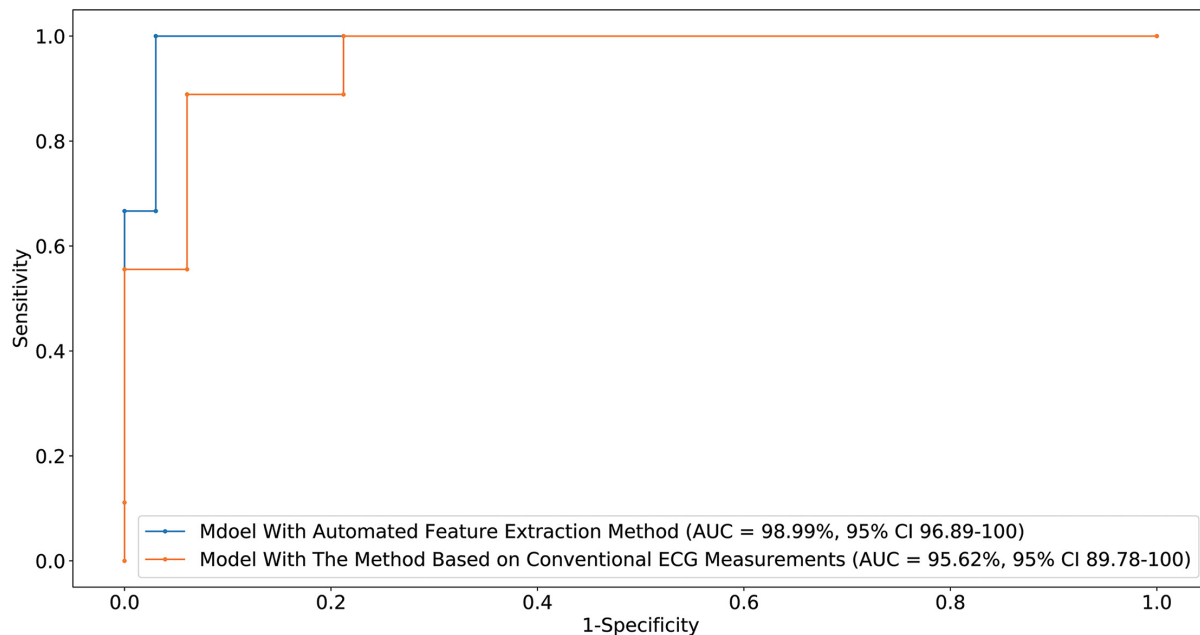 1.0
0.8
0.6
0.4
0.2
0.0
Sensitivity
Mdoel With Automated Feature Extraction Method (AUC = 98.99%, 95% CI 96.89-100)
Model With The Method Based on Conventional ECG Measurements (AUC = 95.62%, 95% CI 89.78-100)
0.0 0.2 0.4 0.6 0.8 1.0
1-Specificity